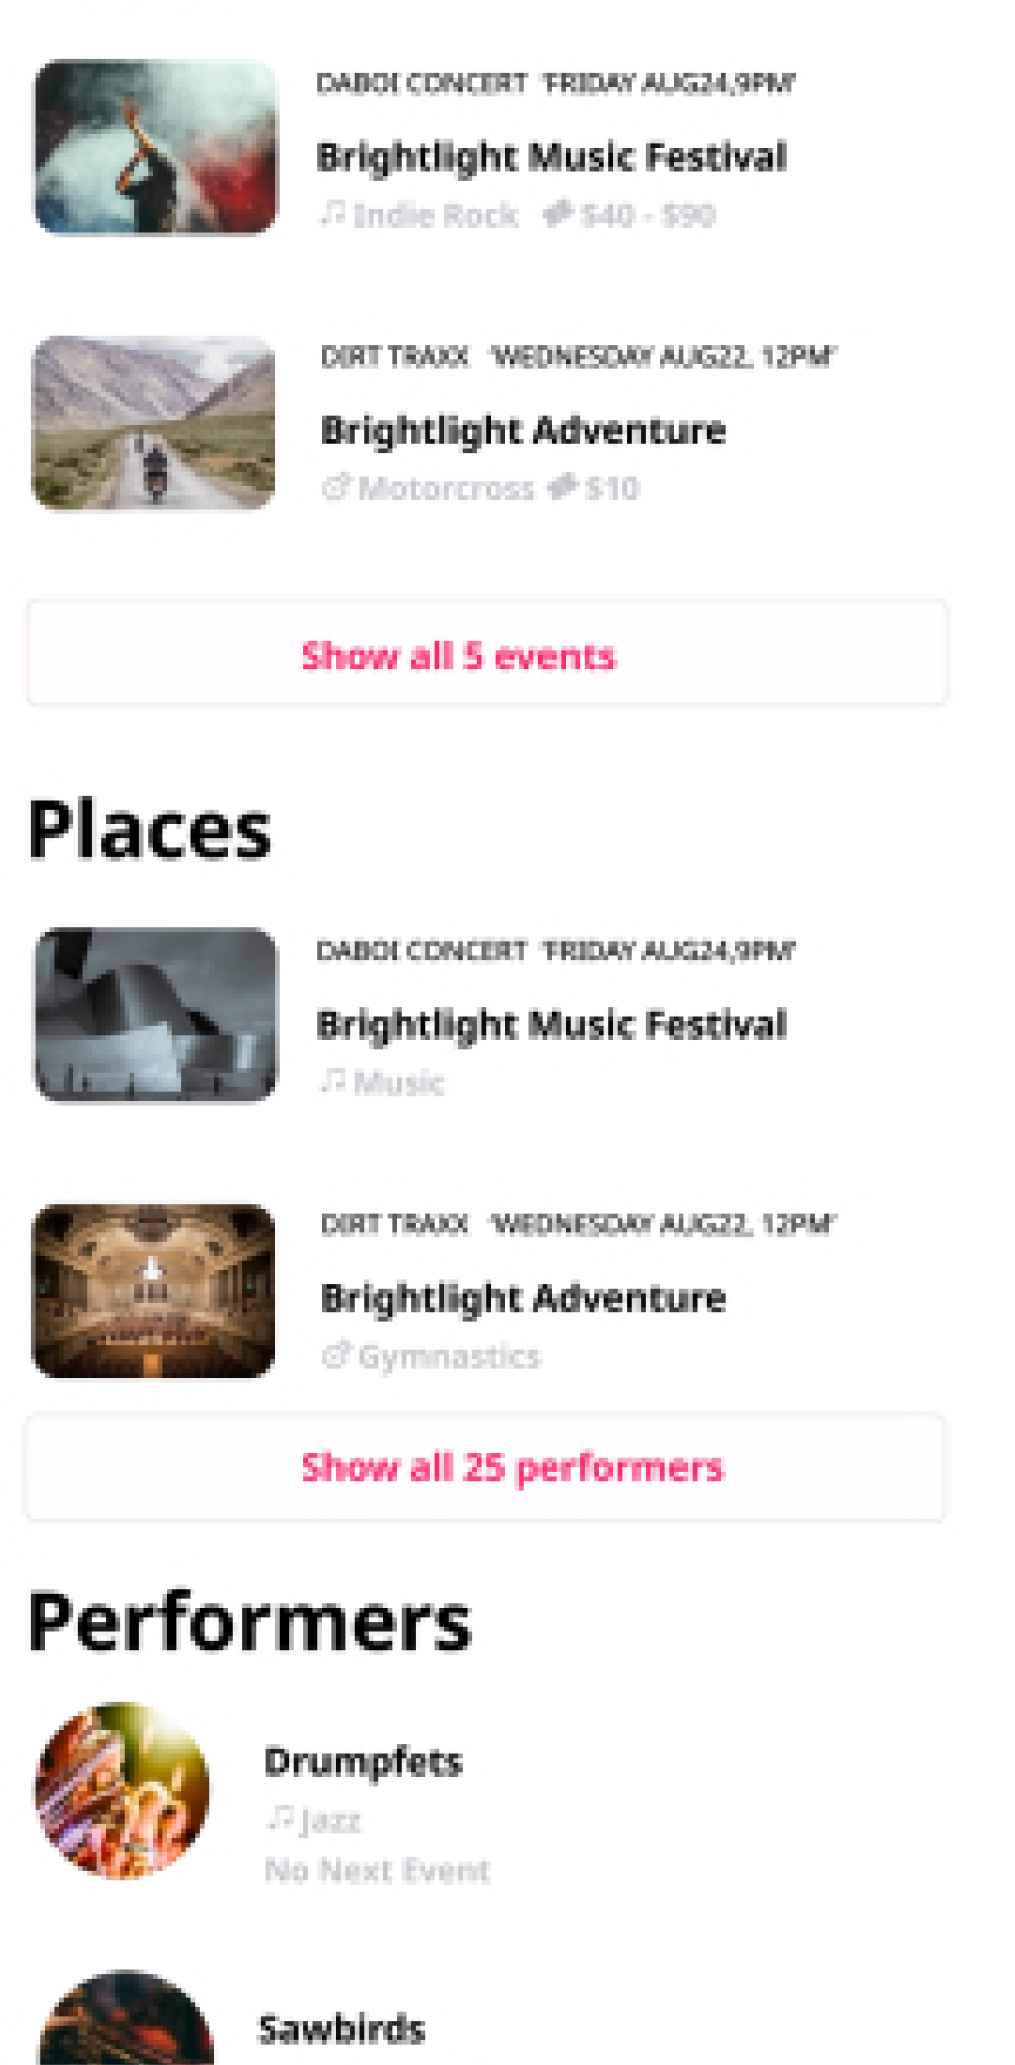 DABOI CONCERT 'FRIDAY AUG24,9PM'
Brightlight Music Festival
Indie Rock $40 - $90
DIRT TRAXX 'WEDNESDAY AUG22, 12PM'
Brightlight Adventure
Motorcross $10
Show all 5 events
Places
DABOI CONCERT 'FRIDAY AUG24,9PM'
Brightlight Music Festival
Music
DIRT TRAXX 'WEDNESDAY AUG22, 12PM'
Brightlight Adventure
Gymnastics
Show all 25 performers
Performers
Drumpfets
Jazz
No Next Event
Sawbirds